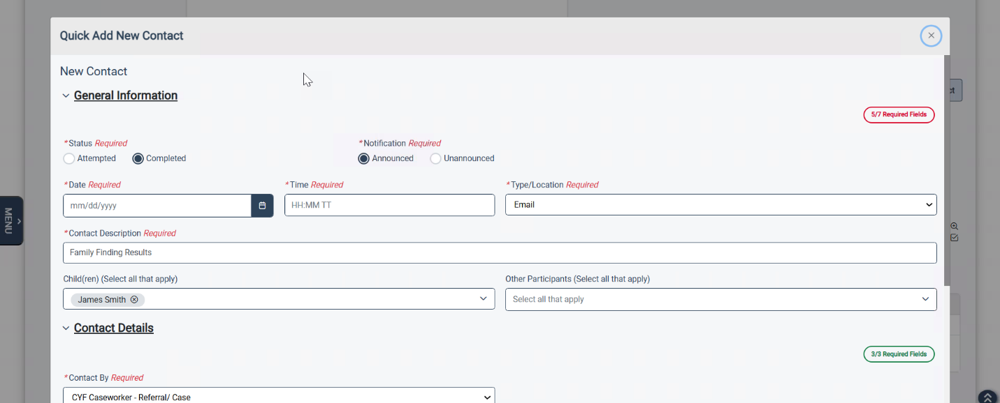 Quick Add New Contact
New Contact
ct
General Information
5/7 Required Fields
*Status Required
*Notification Required
Attempted
Completed
Announced
Unannounced
*Date Required
*Time Required
*Type/Location Required
mm/dd/yyyy
HH:MM TT
Email
MENU
*Contact Description Required
Family Finding Results
Child(ren) (Select all that apply)
Other Participants (Select all that apply)
James Smith
Select all that apply
Contact Details
3/3 Required Fields
*Contact By Required
CYF Caseworker - Referral/ Case